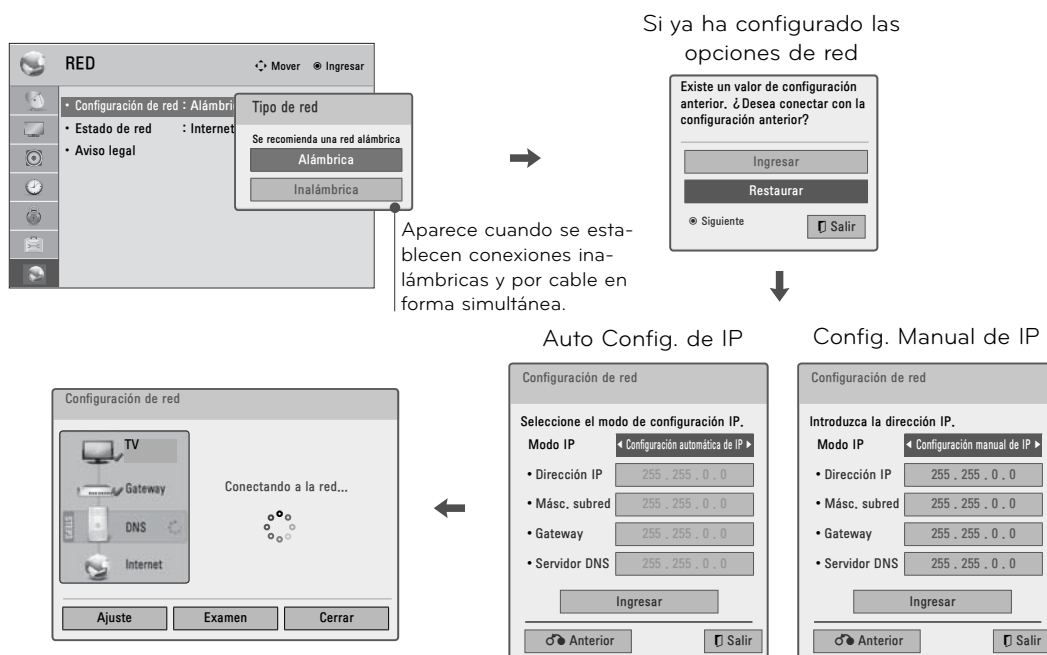 Si ya ha configurado las
opciones de red
RED
Mover
Ingresar
• Configuración de red : Alámbri
• Estado de red : Internet
• Aviso legal
Tipo de red
Se recomienda una red alámbrica
Alámbrica
Inalámbrica
Aparece cuando se esta-
blecen conexiones ina-
lámbricas y por cable en
forma simultánea.
Existe un valor de configuración
anterior. ¿Desea conectar con la
configuración anterior?
Ingresar
Restaurar
Siguiente
Salir
Auto Config. de IP
Configuración de red
Seleccione el modo de configuración IP.
Modo IP ◀ Configuración automática de IP ▶
• Dirección IP 255 . 255 . 0 . 0
• Másc. subred 255 . 255 . 0 . 0
• Gateway 255 . 255 . 0 . 0
• Servidor DNS 255 . 255 . 0 . 0
Ingresar
Anterior
Salir
Config. Manual de IP
Configuración de red
Introduzca la dirección IP.
Modo IP ◀ Configuración manual de IP ▶
• Dirección IP 255 . 255 . 0 . 0
• Másc. subred 255 . 255 . 0 . 0
• Gateway 255 . 255 . 0 . 0
• Servidor DNS 255 . 255 . 0 . 0
Ingresar
Anterior
Salir
Configuración de red
TV
Gateway
DNS
Internet
Conectando a la red...
Ajuste
Examen
Cerrar